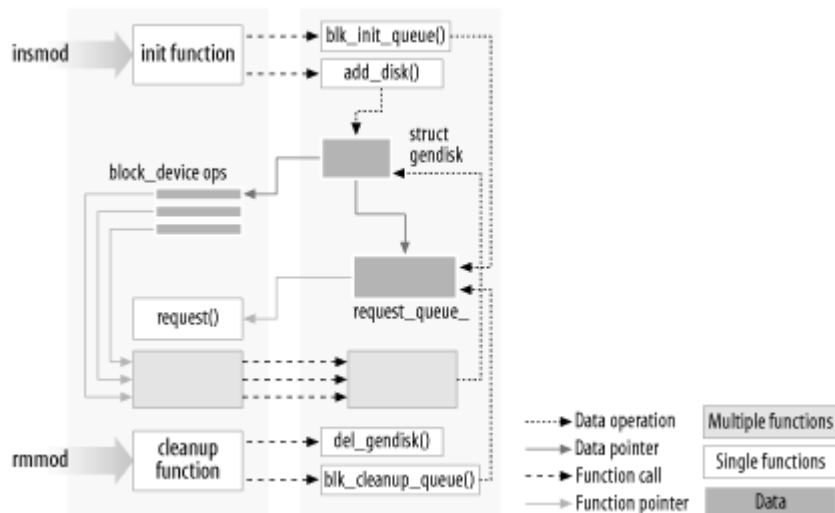 insmod
init function
blk_init_queue()
add_disk()
struct
gendisk
block_device ops
request_queue_
request()
rmmod
cleanup
function
del_gendisk()
blk_cleanup_queue()
Data operation
Data pointer
Function call
Function pointer
Multiple functions
Single functions
Data